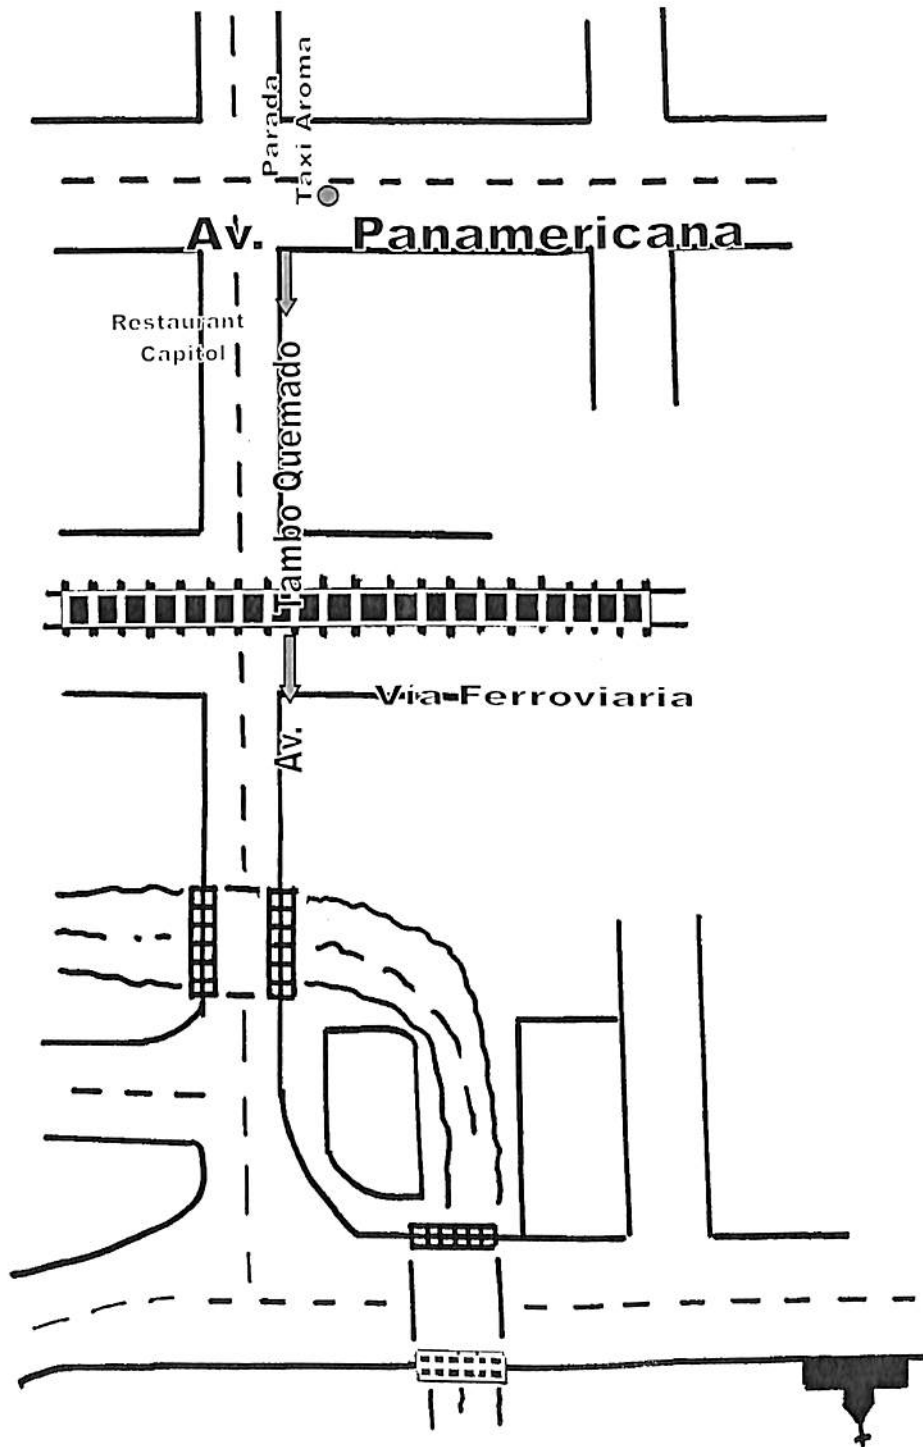 Parada
Taxi Aroma
Av. Panamericana
Restaurant
Capitol
Av. Tambo Quemado
Vía Ferroviaria